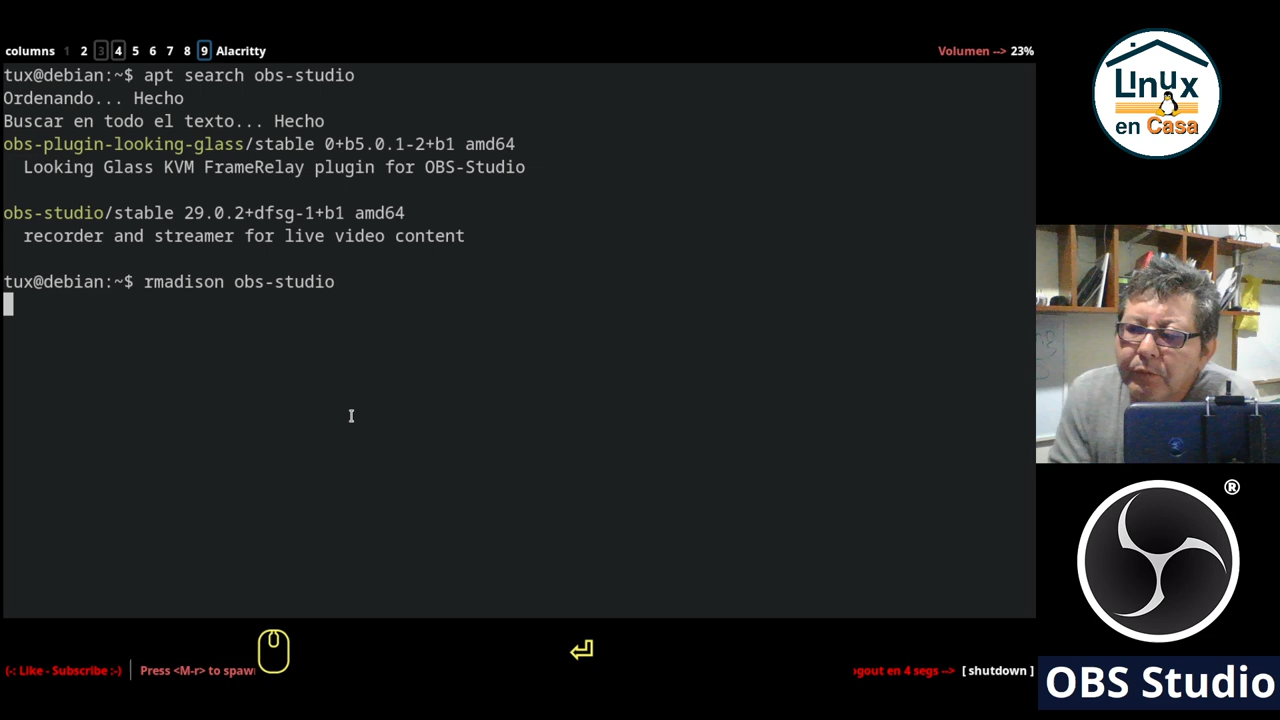 columns 1 2 3 4 5 6 7 8 9 Alacritty
Volumen --> 23%
tux@debian:~$ apt search obs-studio
Ordenando... Hecho
Buscar en todo el texto... Hecho
obs-plugin-looking-glass/stable 0+b5.0.1-2+b1 amd64
Looking Glass KVM FrameRelay plugin for OBS-Studio
obs-studio/stable 29.0.2+dfsg-1+b1 amd64
recorder and streamer for live video content
tux@debian:~$ rmadison obs-studio
(-: Like - Subscribe :-)
Press <M-r> to spaw
gout en 4 segs -->
[ shutdown ]
Linux
en Casa
®
OBS Studio